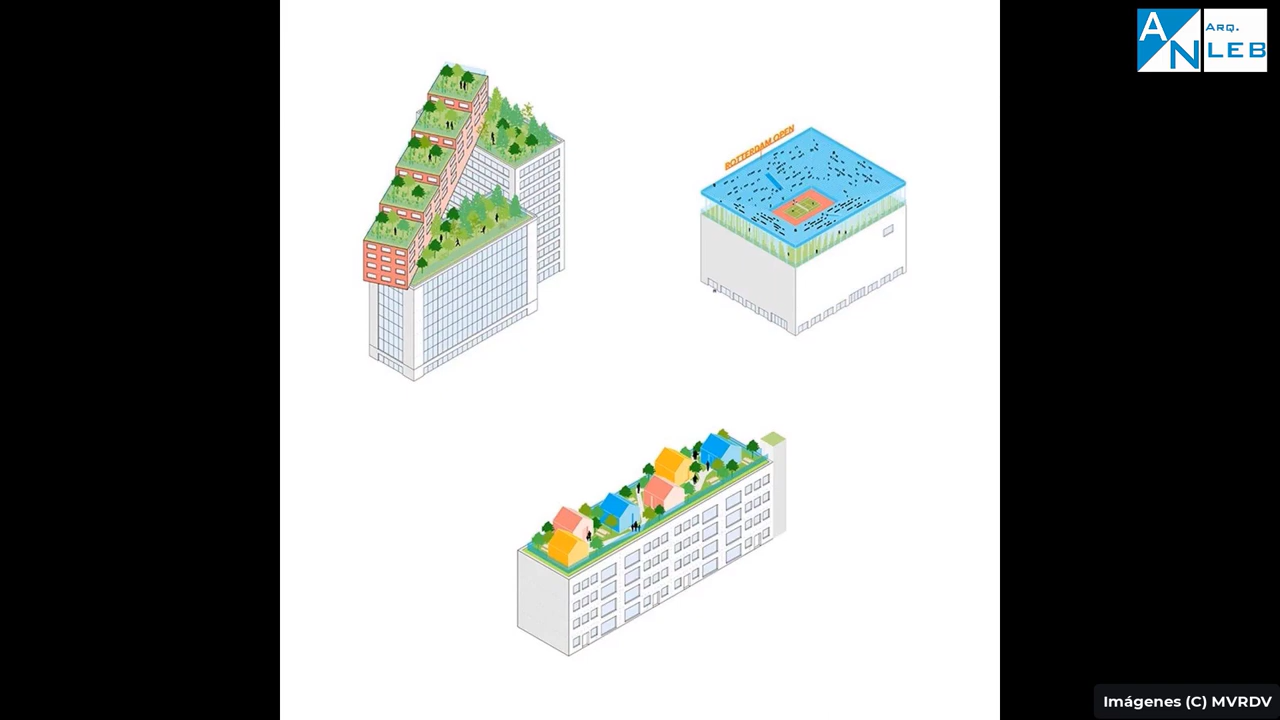 A
N
ARQ.
LEB
ROTTERDAM OPEN
Imágenes (C) MVRDV